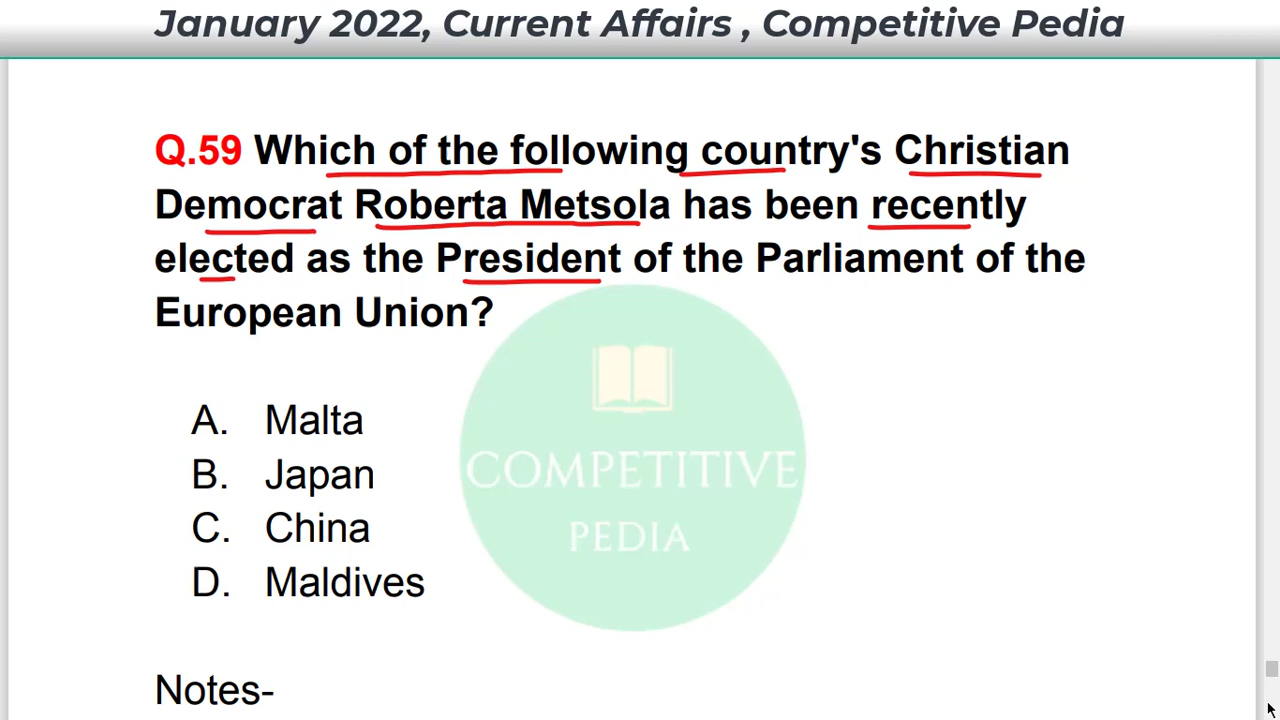 January 2022, Current Affairs , Competitive Pedia
Q.59 Which of the following country's Christian
Democrat Roberta Metsola has been recently
elected as the President of the Parliament of the
European Union?
A. Malta
B. Japan
C. China
D. Maldives
COMPETITIVE
PEDIA
Notes-